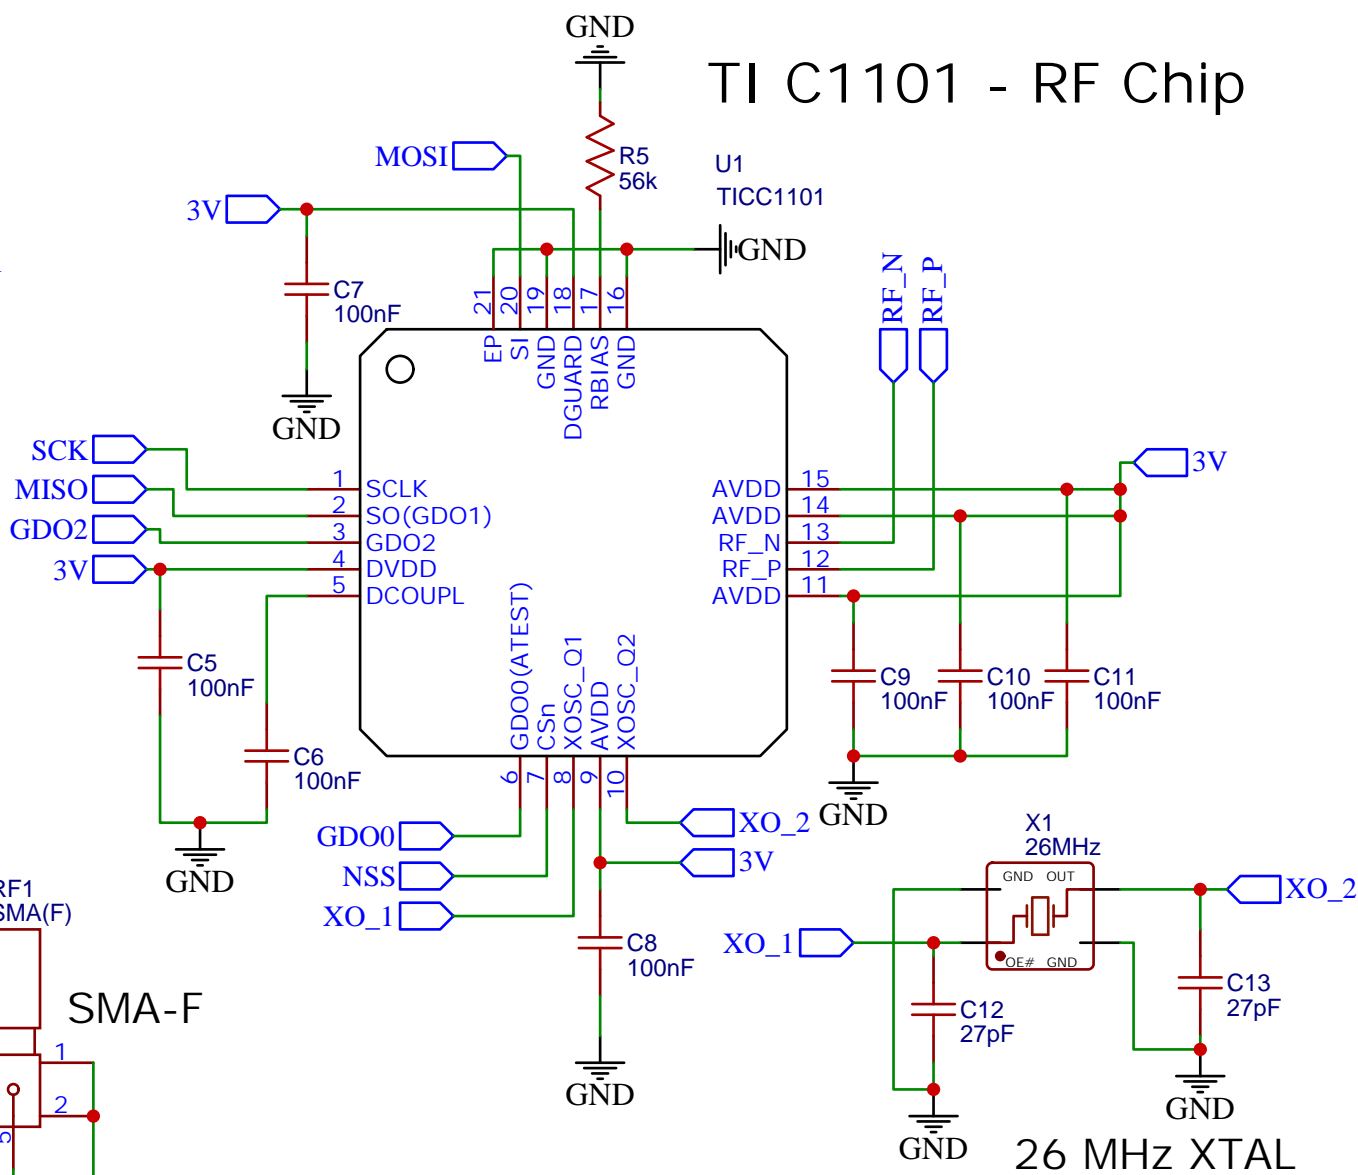 GND
TI C1101 - RF Chip
MOSI
R5
56k
U1
TICC1101
3V
GND
C7
100nF
21 20 19 18 17 16
EP SI GND DGUARD RBIAS GND
RF_N RF_P
GND
SCK
MISO
GDO2
3V
1 SCLK
2 SO(GDO1)
3 GDO2
4 DVDD
5 DCOUPL
AVDD 15
AVDD 14
RF_N 13
RF_P 12
AVDD 11
3V
C5
100nF
C6
100nF
GND
GDO0(ATEST) CSn XOSC_Q1 AVDD XOSC_Q2
6 7 8 9 10
C9
100nF
C10
100nF
C11
100nF
GND
GDO0
NSS
XO_1
XO_2
3V
C8
100nF
GND
X1
26MHz
GND OUT
OE# GND
XO_1
XO_2
C12
27pF
C13
27pF
GND
GND
26 MHz XTAL
RF1
SMA(F)
SMA-F
1
2